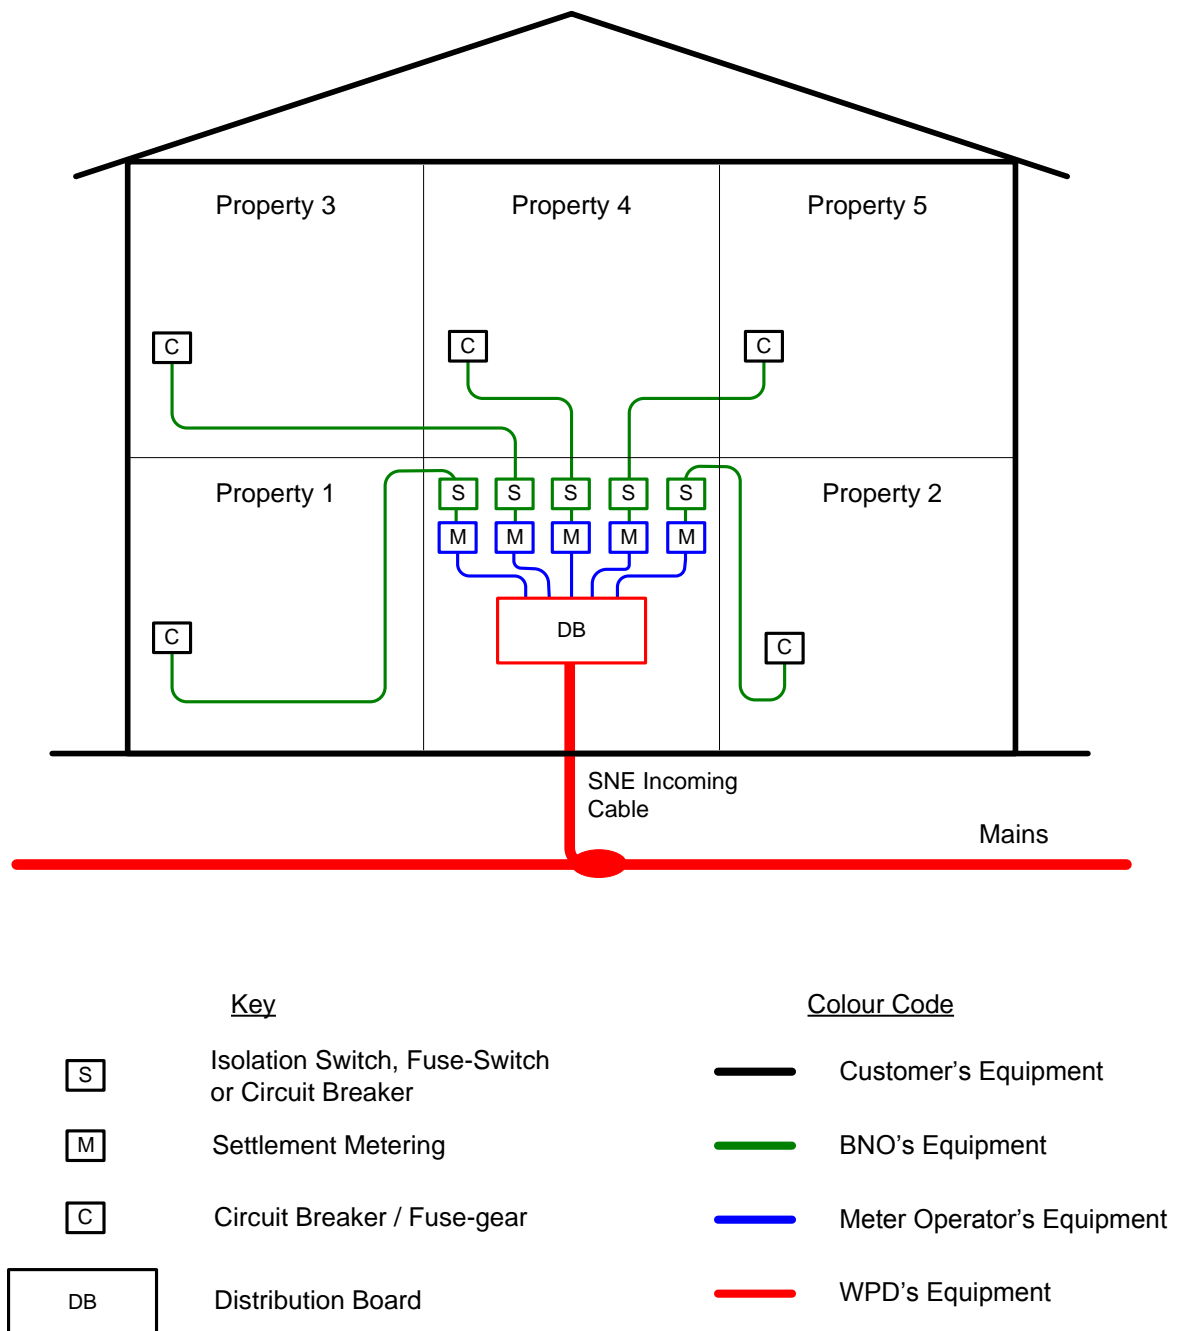 Property 3
Property 4
Property 5
C
C
C
Property 1
Property 2
S
S
S
S
S
M
M
M
M
M
DB
C
C
SNE Incoming
Cable
Mains
Key
S
Isolation Switch, Fuse-Switch
or Circuit Breaker
M
Settlement Metering
C
Circuit Breaker / Fuse-gear
DB
Distribution Board
Colour Code
Customer's Equipment
BNO's Equipment
Meter Operator's Equipment
WPD's Equipment